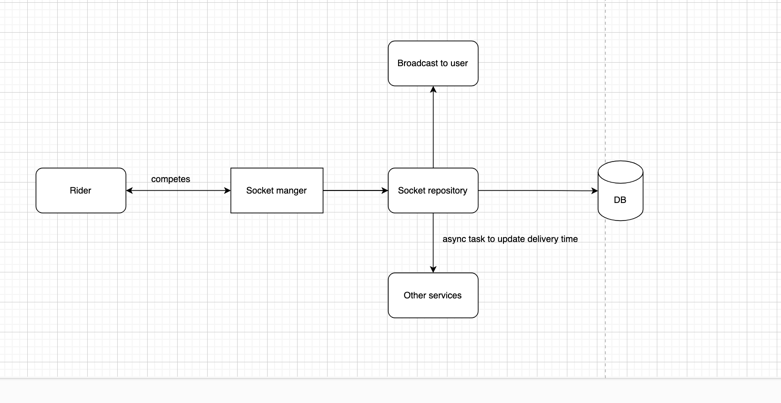 Broadcast to user
competes
Rider
Socket manger
Socket repository
DB
async task to update delivery time
Other services